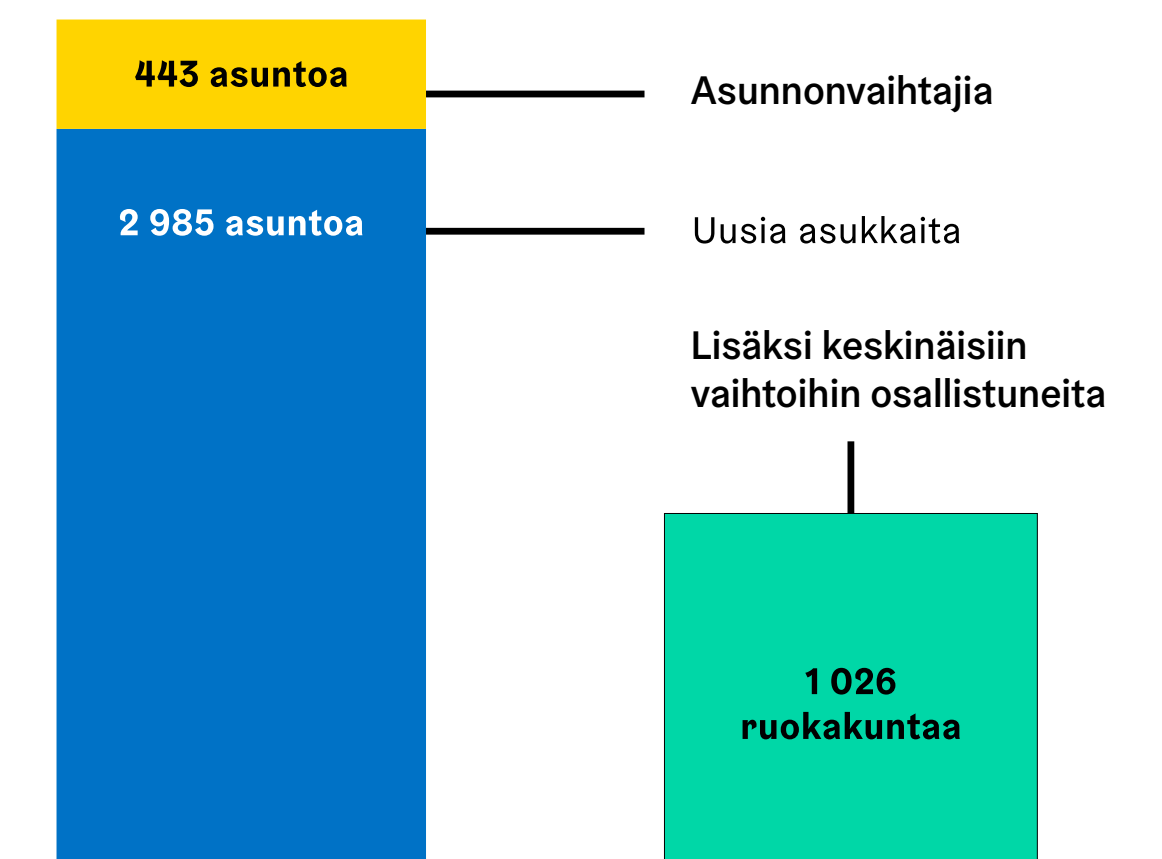 443 asuntoa
Asunnonvaihtajia
2 985 asuntoa
Uusia asukkaita
Lisäksi keskinäisiin
vaihtoihin osallistuneita
1 026
ruokakuntaa